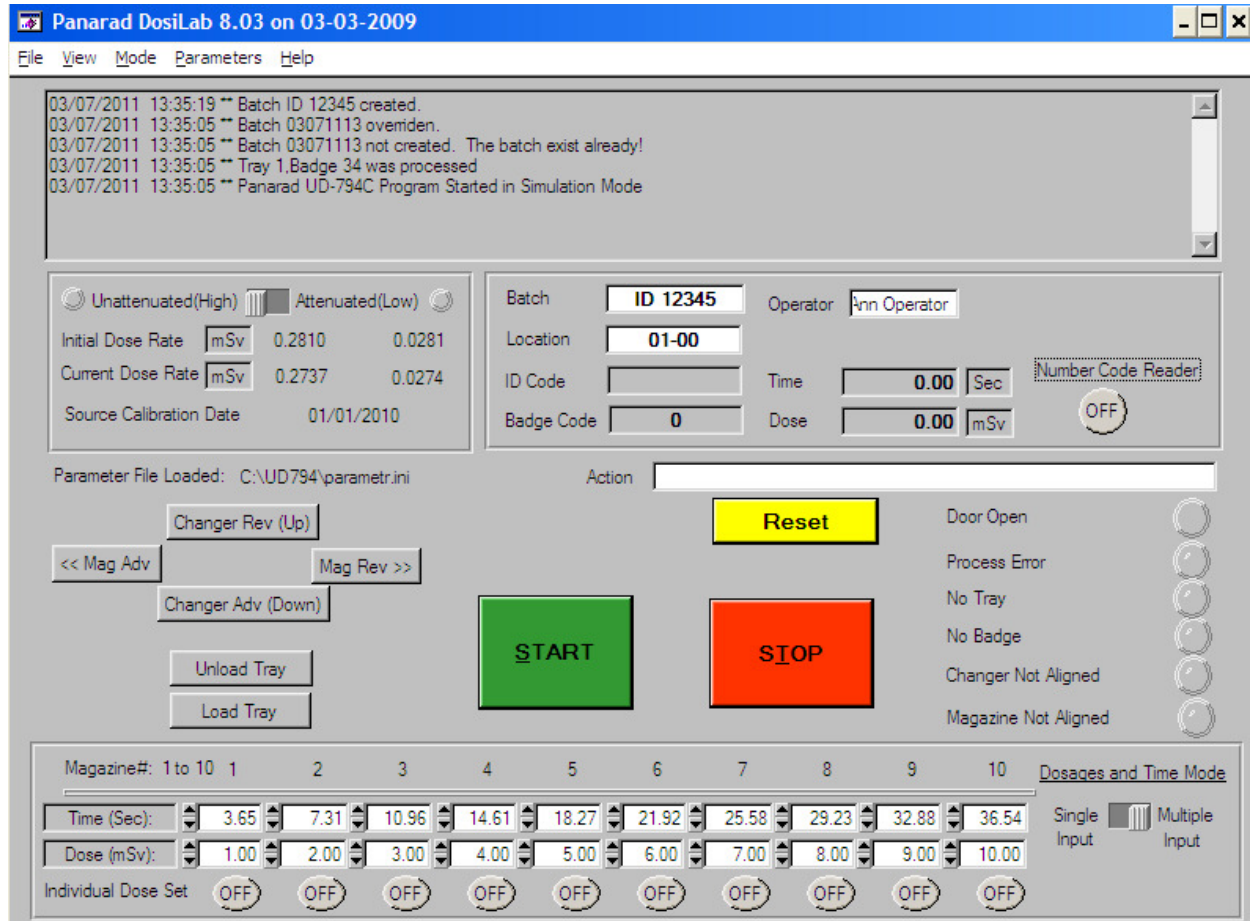 Panarad DosiLab 8.03 on 03-03-2009
File View Mode Parameters Help
03/07/2011 13:35:19 ** Batch ID 12345 created.
03/07/2011 13:35:05 ** Batch 03071113 overriden.
03/07/2011 13:35:05 ** Batch 03071113 not created. The batch exist already!
03/07/2011 13:35:05 ** Tray 1,Badge 34 was processed
03/07/2011 13:35:05 ** Panarad UD-794C Program Started in Simulation Mode
Unattenuated(High) Attenuated(Low)
Initial Dose Rate mSv 0.2810 0.0281
Current Dose Rate mSv 0.2737 0.0274
Source Calibration Date 01/01/2010
Batch ID 12345 Operator Ann Operator
Location 01-00
ID Code Time 0.00 Sec
Badge Code 0 Dose 0.00 mSv
Number Code Reader
OFF
Parameter File Loaded: C:\UD794\parametr.ini
Action
Changer Rev (Up)
<< Mag Adv Mag Rev >>
Changer Adv (Down)
Unload Tray
Load Tray
Reset
START STOP
Door Open
Process Error
No Tray
No Badge
Changer Not Aligned
Magazine Not Aligned
Magazine#: 1 to 10 1 2 3 4 5 6 7 8 9 10
Time (Sec): 3.65 7.31 10.96 14.61 18.27 21.92 25.58 29.23 32.88 36.54
Dose (mSv): 1.00 2.00 3.00 4.00 5.00 6.00 7.00 8.00 9.00 10.00
Individual Dose Set OFF OFF OFF OFF OFF OFF OFF OFF OFF OFF
Dosages and Time Mode
Single Input Multiple Input